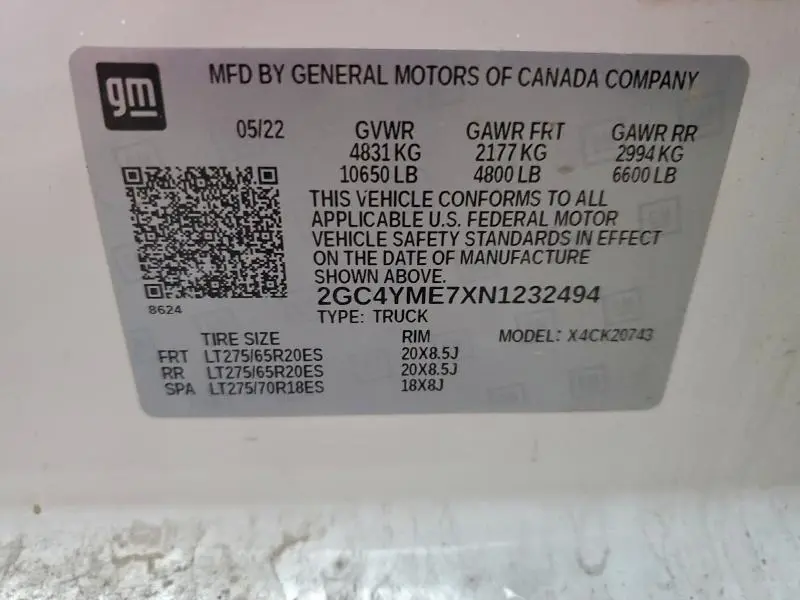 gm
MFD BY GENERAL MOTORS OF CANADA COMPANY
05/22 GVWR GAWR FRT GAWR RR
4831 KG 2177 KG 2994 KG
10650 LB 4800 LB 6600 LB
THIS VEHICLE CONFORMS TO ALL
APPLICABLE U.S. FEDERAL MOTOR
VEHICLE SAFETY STANDARDS IN EFFECT
ON THE DATE OF MANUFACTURE
SHOWN ABOVE.
2GC4YME7XN1232494
8624
TYPE: TRUCK
TIRE SIZE RIM MODEL: X4CK20743
FRT LT275/65R20ES 20X8.5J
RR LT275/65R20ES 20X8.5J
SPA LT275/70R18ES 18X8J